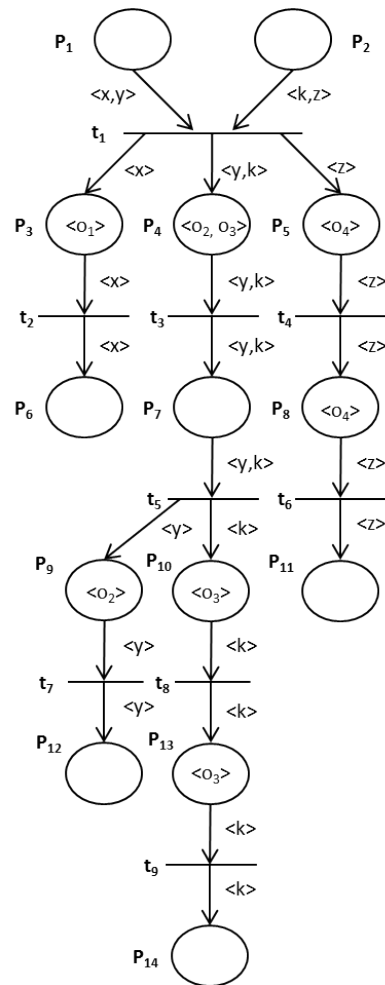 P1 P2
<x,y> <k,z>
t1
<x> <y,k> <z>
P3 <o1> P4 <o2, o3> P5 <o4>
<x> <y,k> <z>
t2 t3 t4
<x> <y,k> <z>
P6 P7 P8 <o4>
<y,k> <z>
t5 t6
<y> <k> <z>
P9 <o2> P10 <o3> P11
<y> <k>
t7 t8
<y> <k>
P12 P13 <o3>
<k>
t9
<k>
P14